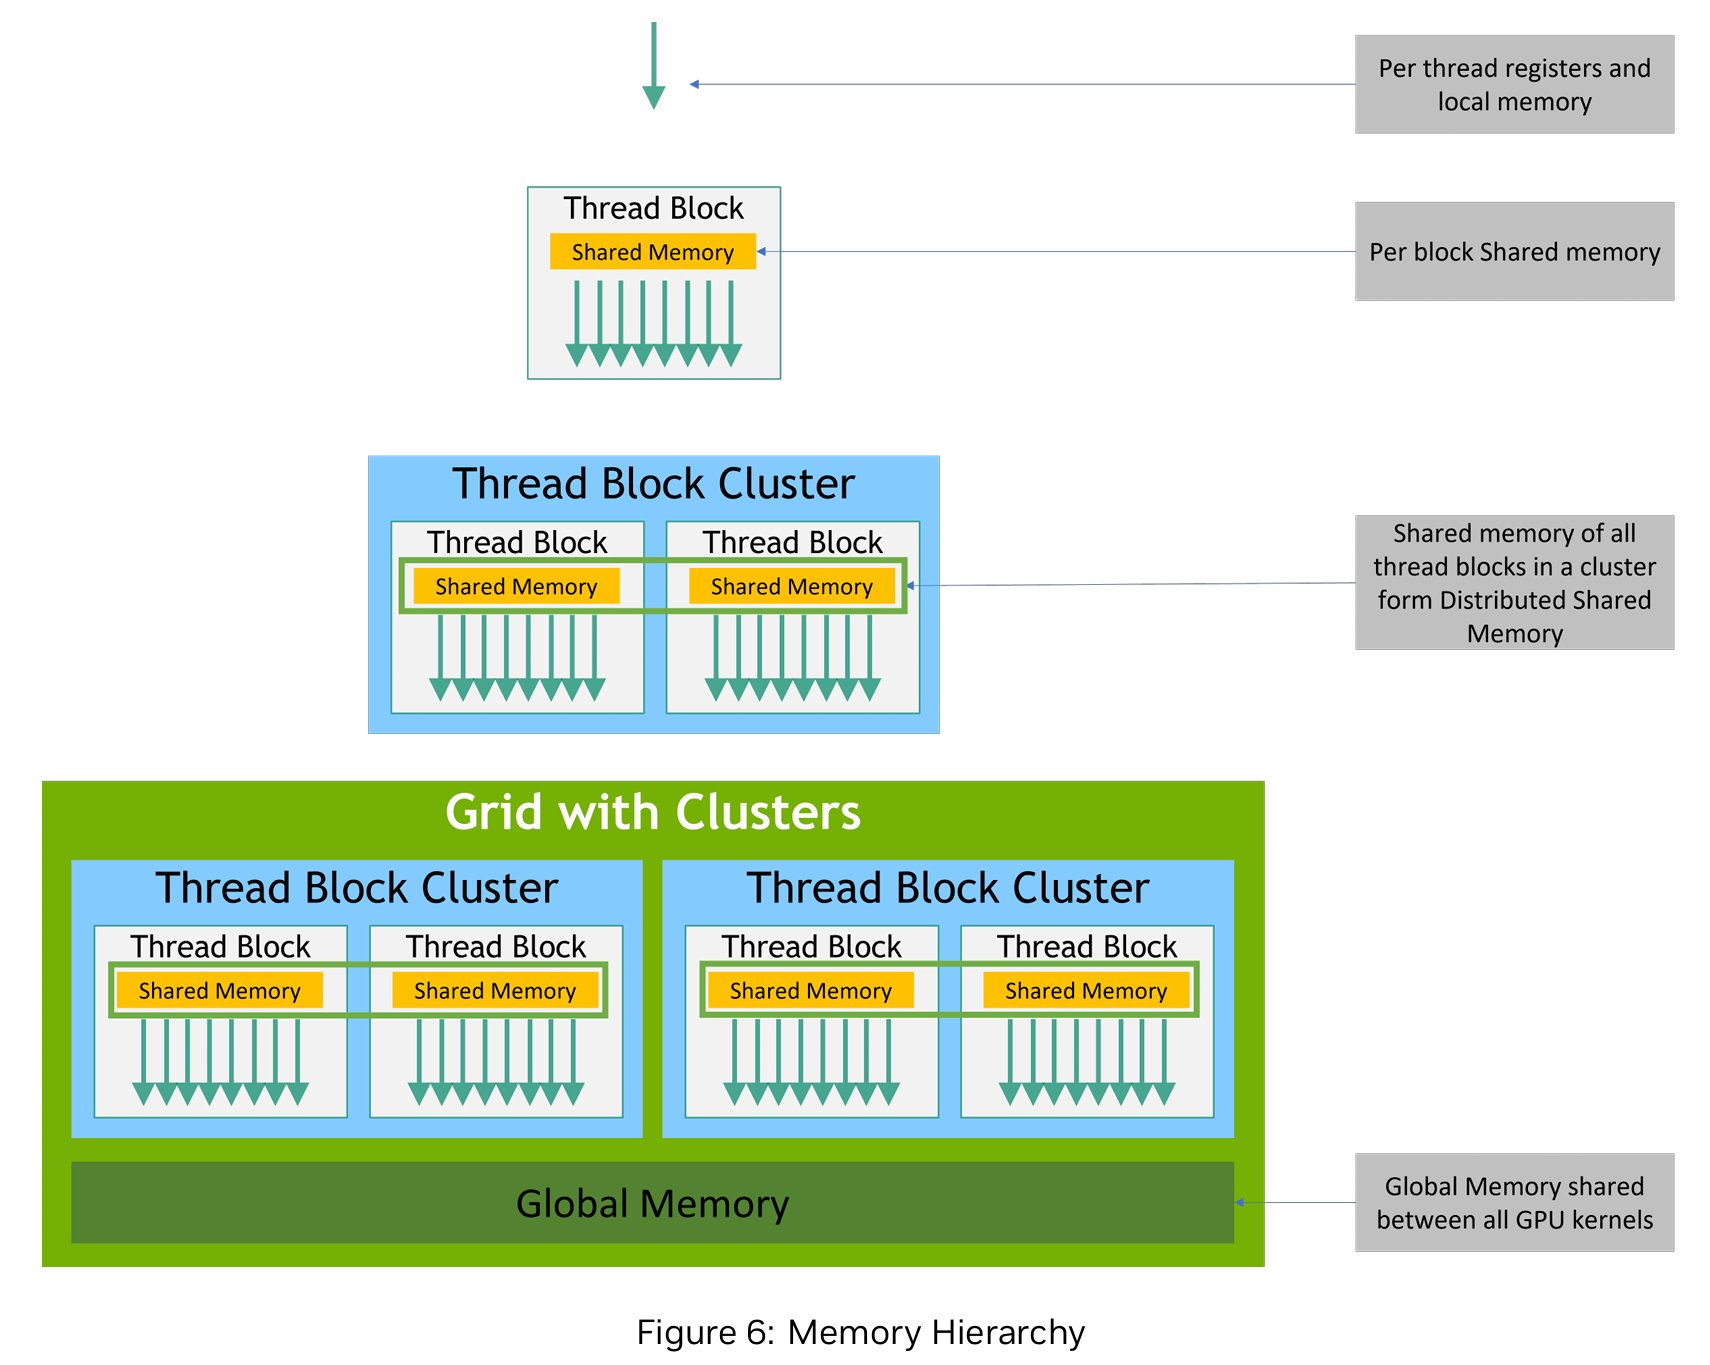 Per thread registers and
local memory
Thread Block
Shared Memory
Per block Shared memory
Thread Block Cluster
Thread Block
Thread Block
Shared Memory
Shared Memory
Shared memory of all
thread blocks in a cluster
form Distributed Shared
Memory
Grid with Clusters
Thread Block Cluster
Thread Block
Thread Block
Shared Memory
Shared Memory
Thread Block Cluster
Thread Block
Thread Block
Shared Memory
Shared Memory
Global Memory
Global Memory shared
between all GPU kernels
Figure 6: Memory Hierarchy